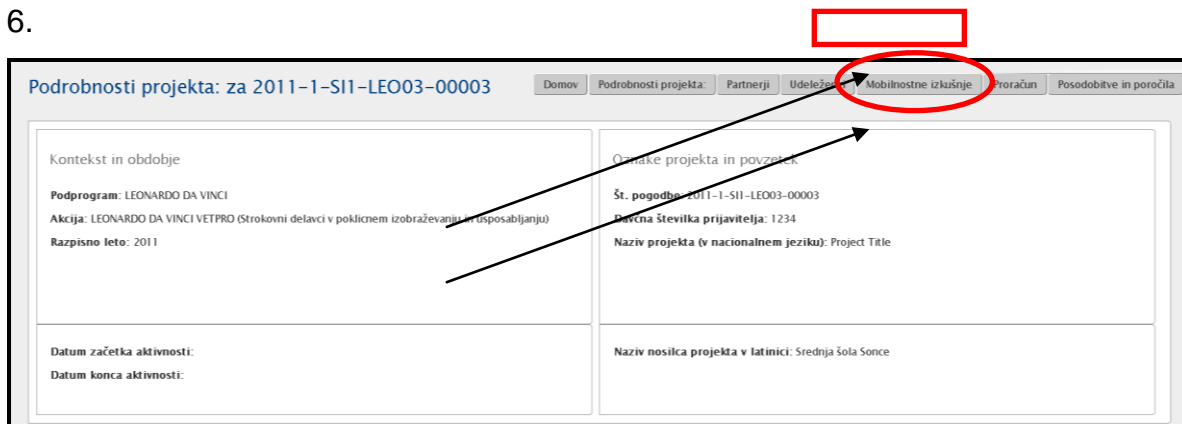 6.
Podrobnosti projekta: za 2011-1-SI1-LEO03-00003
Domov Podrobnosti projekta: Partnerji Udeleženci Mobilnostne izkušnje Proračun Posodobitve in poročila
Kontekst in obdobje
Podprogram: LEONARDO DA VINCI
Akcija: LEONARDO DA VINCI VETPRO (Strokovni delavci v poklicnem izobraževanju in usposabljanju)
Razpisno leto: 2011
Oznake projekta in povzetek
Št. pogodbe: 2011-1-SI1-LEO03-00003
Davčna številka prijavitelja: 1234
Naziv projekta (v nacionalnem jeziku): Project Title
Datum začetka aktivnosti:
Datum konca aktivnosti:
Naziv nosilca projekta v latinici: Srednja šola Sonce